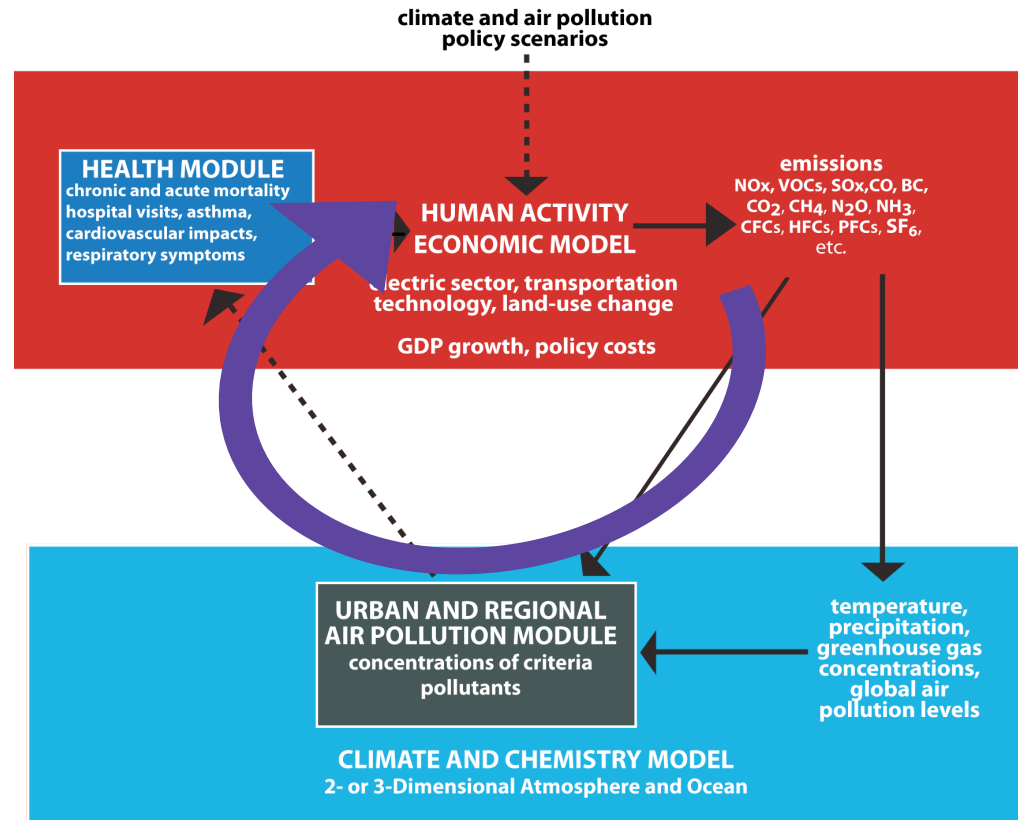 climate and air pollution
policy scenarios
HEALTH MODULE
chronic and acute mortality
hospital visits, asthma,
cardiovascular impacts,
respiratory symptoms
HUMAN ACTIVITY
ECONOMIC MODEL
electric sector, transportation
technology, land-use change
GDP growth, policy costs
emissions
NOx, VOCs, SOx,CO, BC,
CO₂, CH₄, N₂O, NH₃,
CFCs, HFCs, PFCs, SF₆,
etc.
URBAN AND REGIONAL
AIR POLLUTION MODULE
concentrations of criteria
pollutants
temperature,
precipitation,
greenhouse gas
concentrations,
global air
pollution levels
CLIMATE AND CHEMISTRY MODEL
2- or 3-Dimensional Atmosphere and Ocean